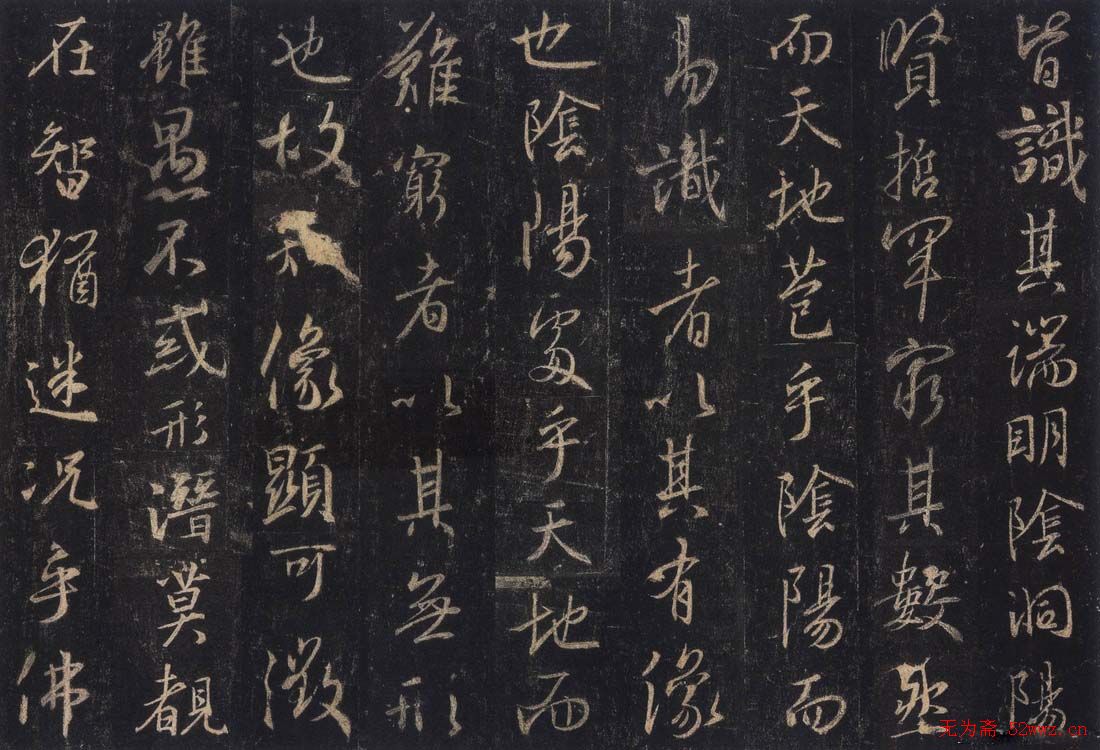 皆識其端明陰洞陽
賢哲罕窮其數然
而天地苞乎陰陽而
易識者以其有像
也陰陽處乎天地而
難窮者以其無形
也故知像顯可徵
雖愚不惑形潛莫覩
在智猶迷況乎佛
无为斋 52wwz.cn